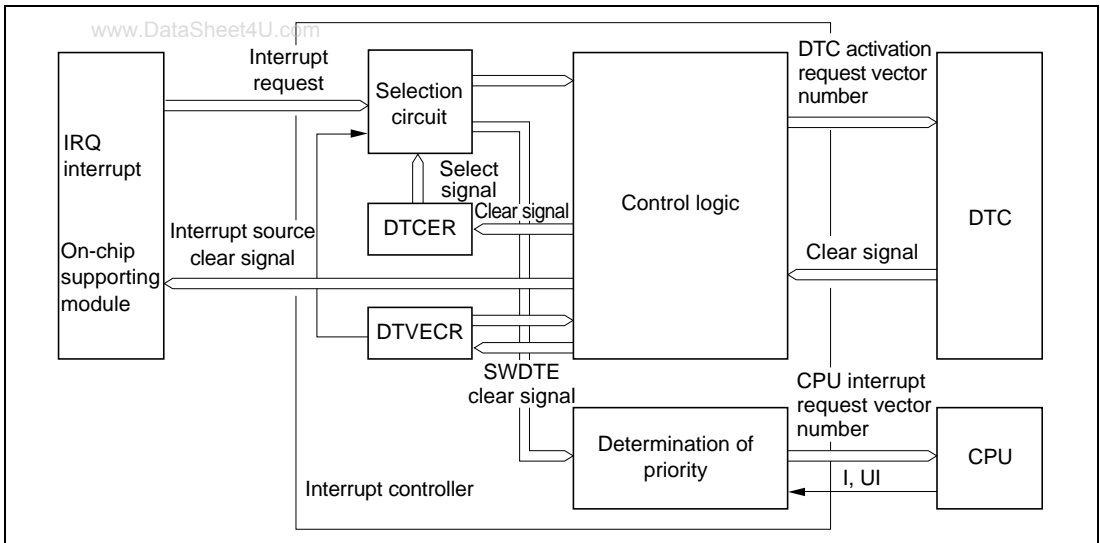 www.DataSheet4U.com
Interrupt
request
Selection
circuit
DTC activation
request vector
number
IRQ
interrupt
On-chip
supporting
module
Select
signal
DTCER
Clear signal
Control logic
DTC
Interrupt source
clear signal
Clear signal
DTVECR
SWDTE
clear signal
CPU interrupt
request vector
number
Determination of
priority
CPU
I, UI
Interrupt controller